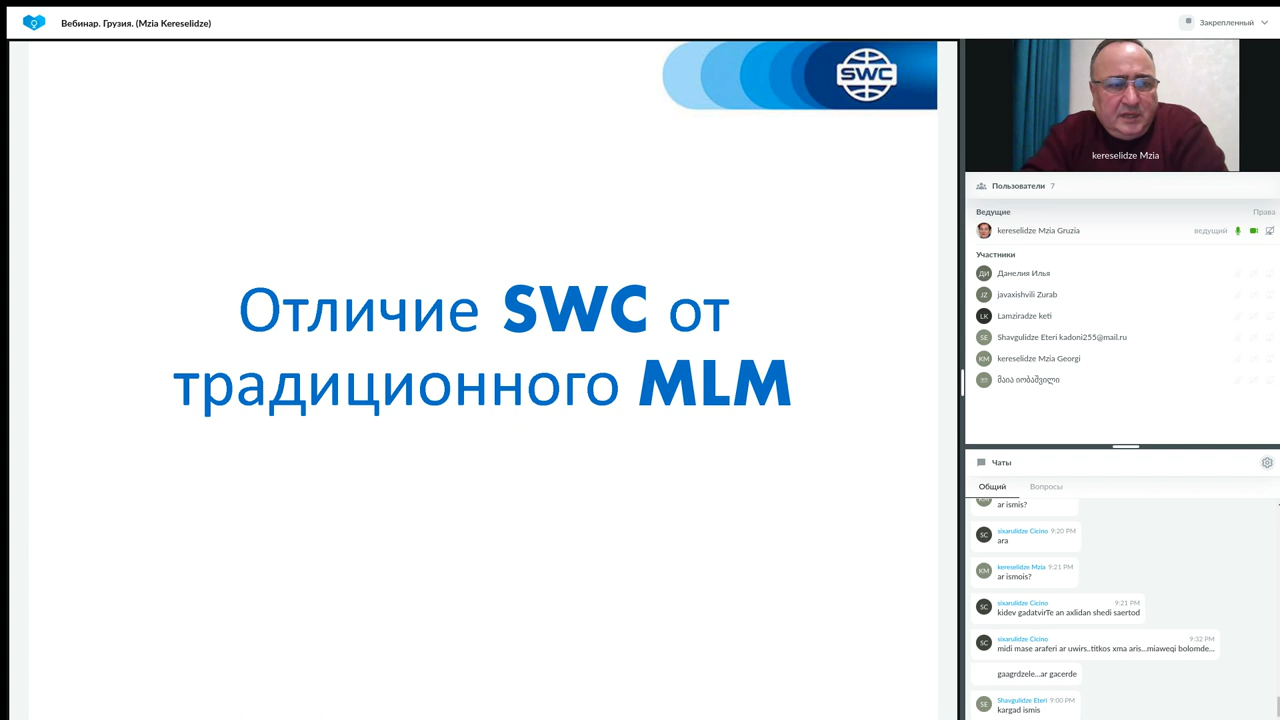 Вебинар. Грузия. (Mzia Kereselidze)
Закрепленный
SWC
Отличие SWC от
традиционного MLM
kereselidze Mzia
Пользователи 7
Ведущие Права
kereselidze Mzia Gruzia ведущий
ДИ Данелия Илья
JZ javaxishvili Zurab
LK Lamziradze keti
SE Shavgulidze Eteri kadoni255@mail.ru
KM kereselidze Mzia Georgi
მაია იობაშვილი
Участники
Чаты
Общий Вопросы
ar ismis?
SC sixarulidze Cicino 9:20 PM
ara
KM kereselidze Mzia 9:21 PM
ar ismois?
SC sixarulidze Cicino 9:21 PM
kidev gadatvirTe an axlidan shedi saertod
SC sixarulidze Cicino 9:32 PM
midi mase araferi ar uwirs..titkos xma aris...miaweqi bolomde...
gaagrdzele...ar gacerde
SE Shavgulidze Eteri 9:00 PM
kargad ismis